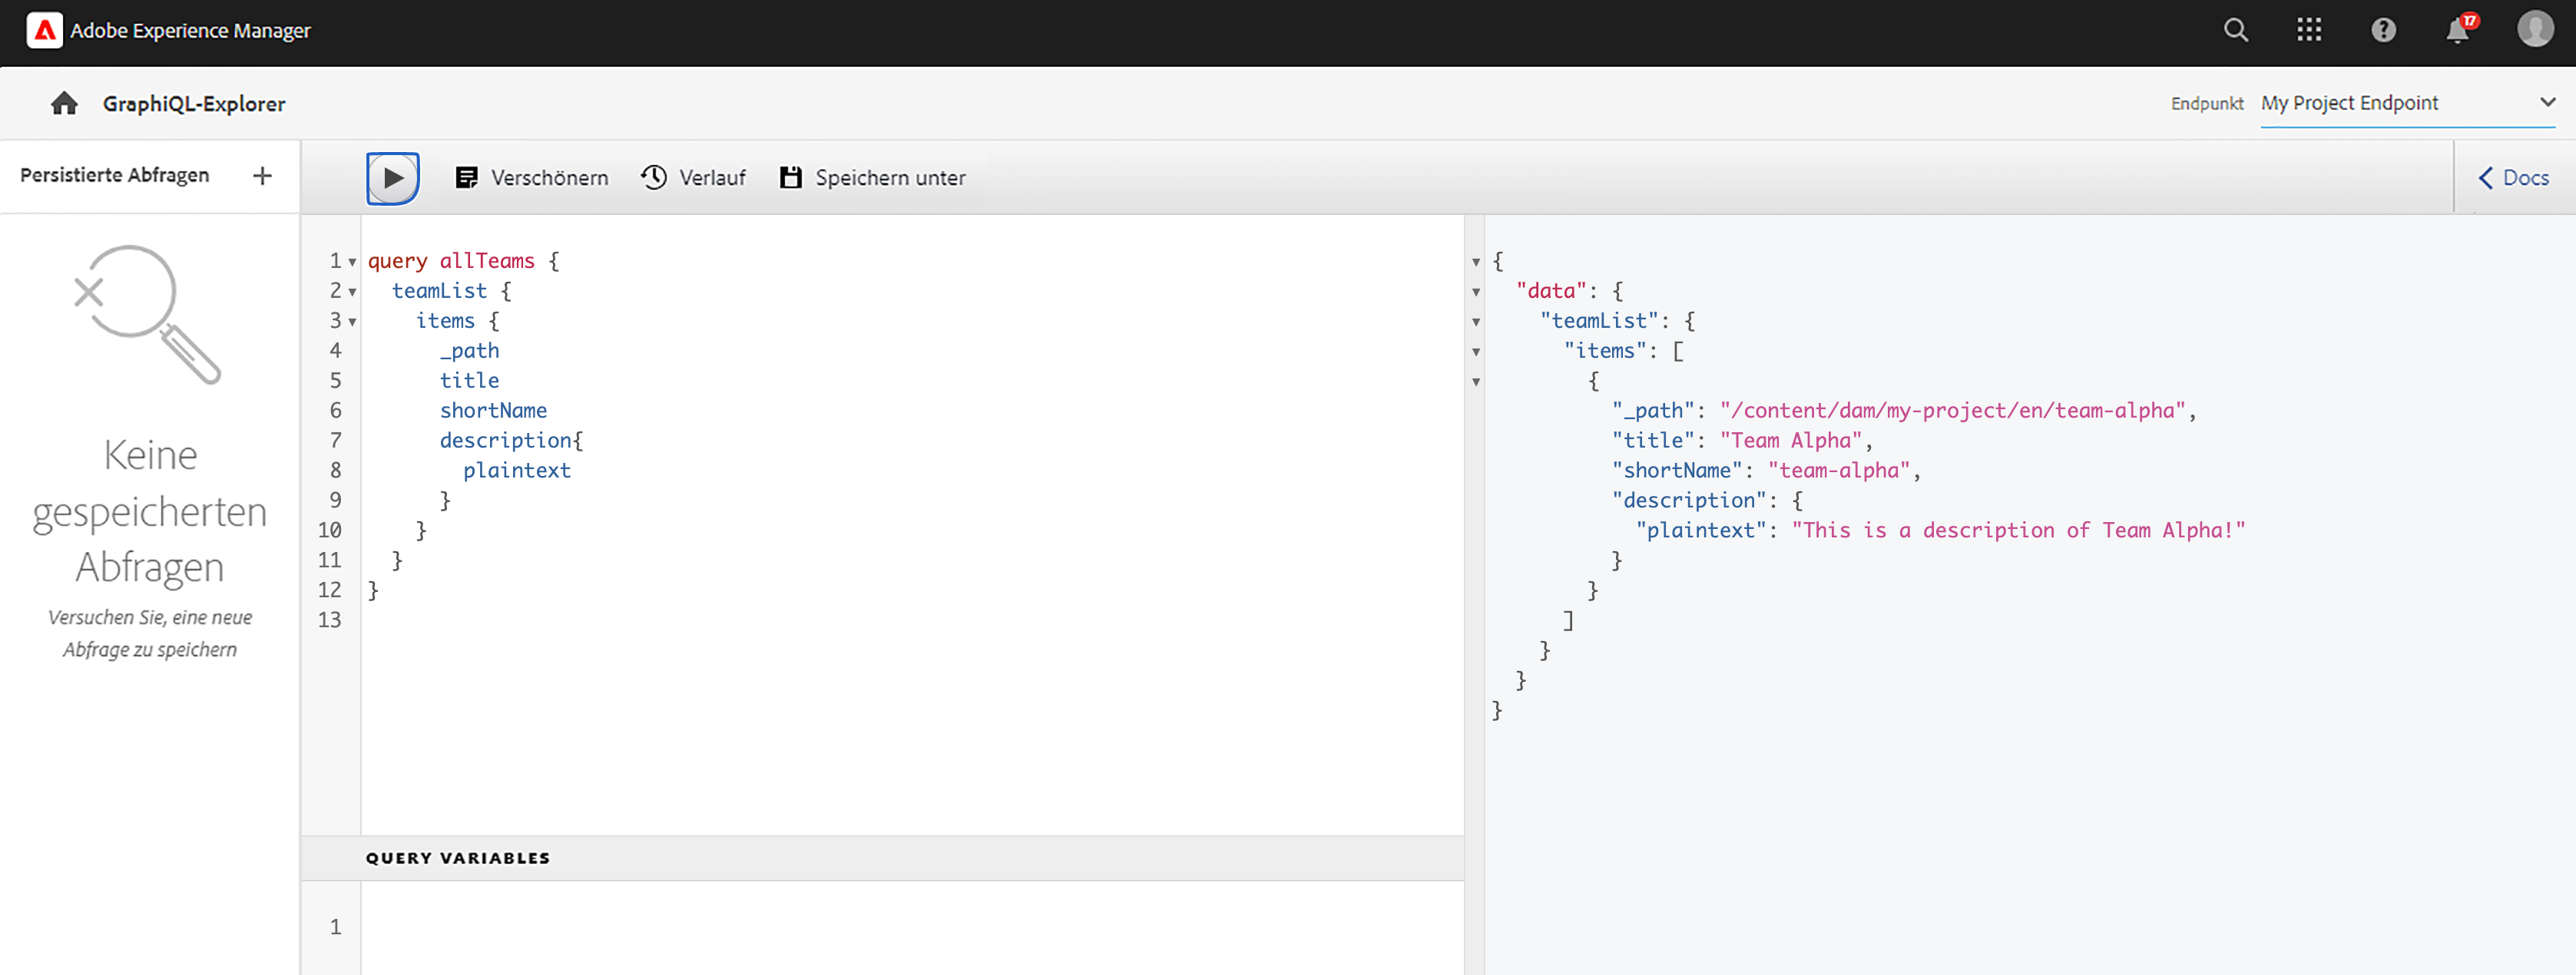 Adobe Experience Manager
17
GraphiQL-Explorer
Endpunkt My Project Endpoint
Persistierte Abfragen +
Verschönern Verlauf Speichern unter
Docs
Keine
gespeicherten
Abfragen
Versuchen Sie, eine neue
Abfrage zu speichern
1 query allTeams {
2 teamList {
3 items {
4 _path
5 title
6 shortName
7 description{
8 plaintext
9 }
10 }
11 }
12 }
13
QUERY VARIABLES
1
{
"data": {
"teamList": {
"items": [
{
"_path": "/content/dam/my-project/en/team-alpha",
"title": "Team Alpha",
"shortName": "team-alpha",
"description": {
"plaintext": "This is a description of Team Alpha!"
}
}
]
}
}
}